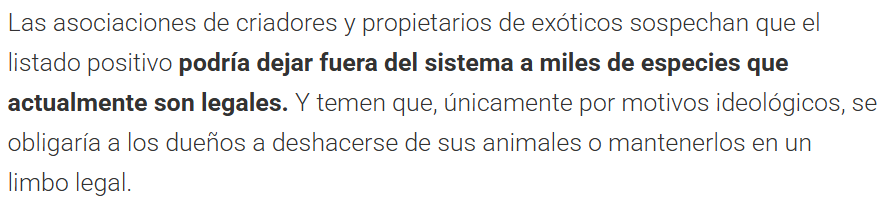 Las asociaciones de criadores y propietarios de exóticos sospechan que el
listado positivo podría dejar fuera del sistema a miles de especies que
actualmente son legales. Y temen que, únicamente por motivos ideológicos, se
obligaría a los dueños a deshacerse de sus animales o mantenerlos en un
limbo legal.